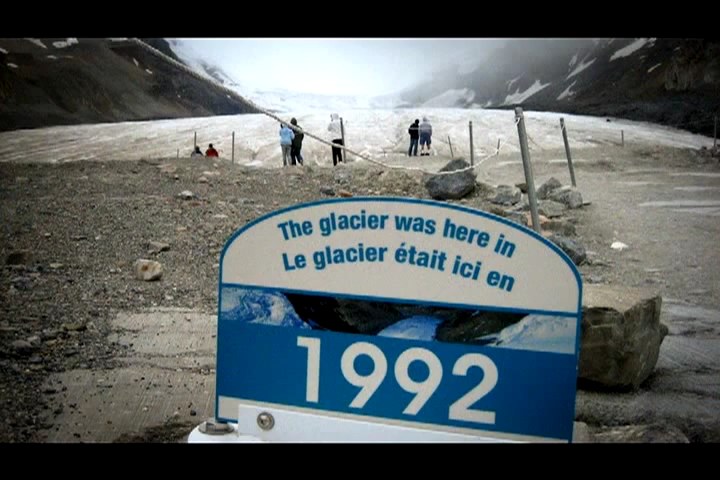 The glacier was here in
Le glacier était ici en
1992